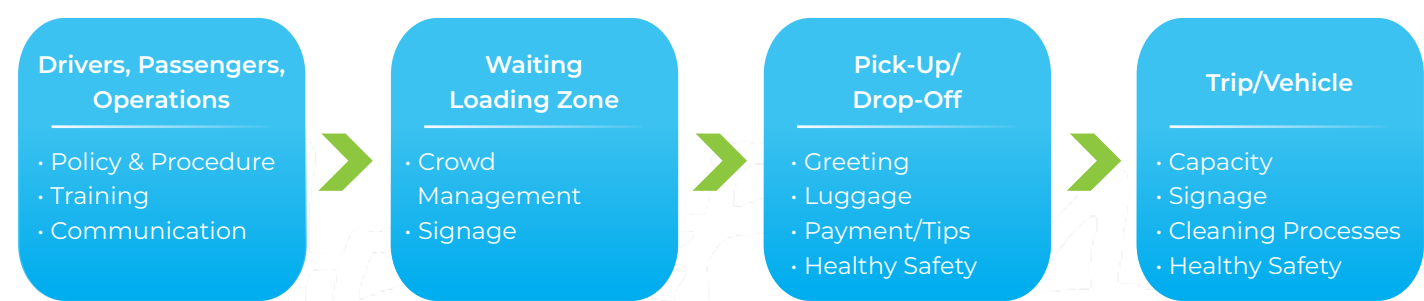 Drivers, Passengers,
Operations
· Policy & Procedure
· Training
· Communication
Waiting
Loading Zone
· Crowd
Management
· Signage
Pick-Up/
Drop-Off
· Greeting
· Luggage
· Payment/Tips
· Healthy Safety
Trip/Vehicle
· Capacity
· Signage
· Cleaning Processes
· Healthy Safety